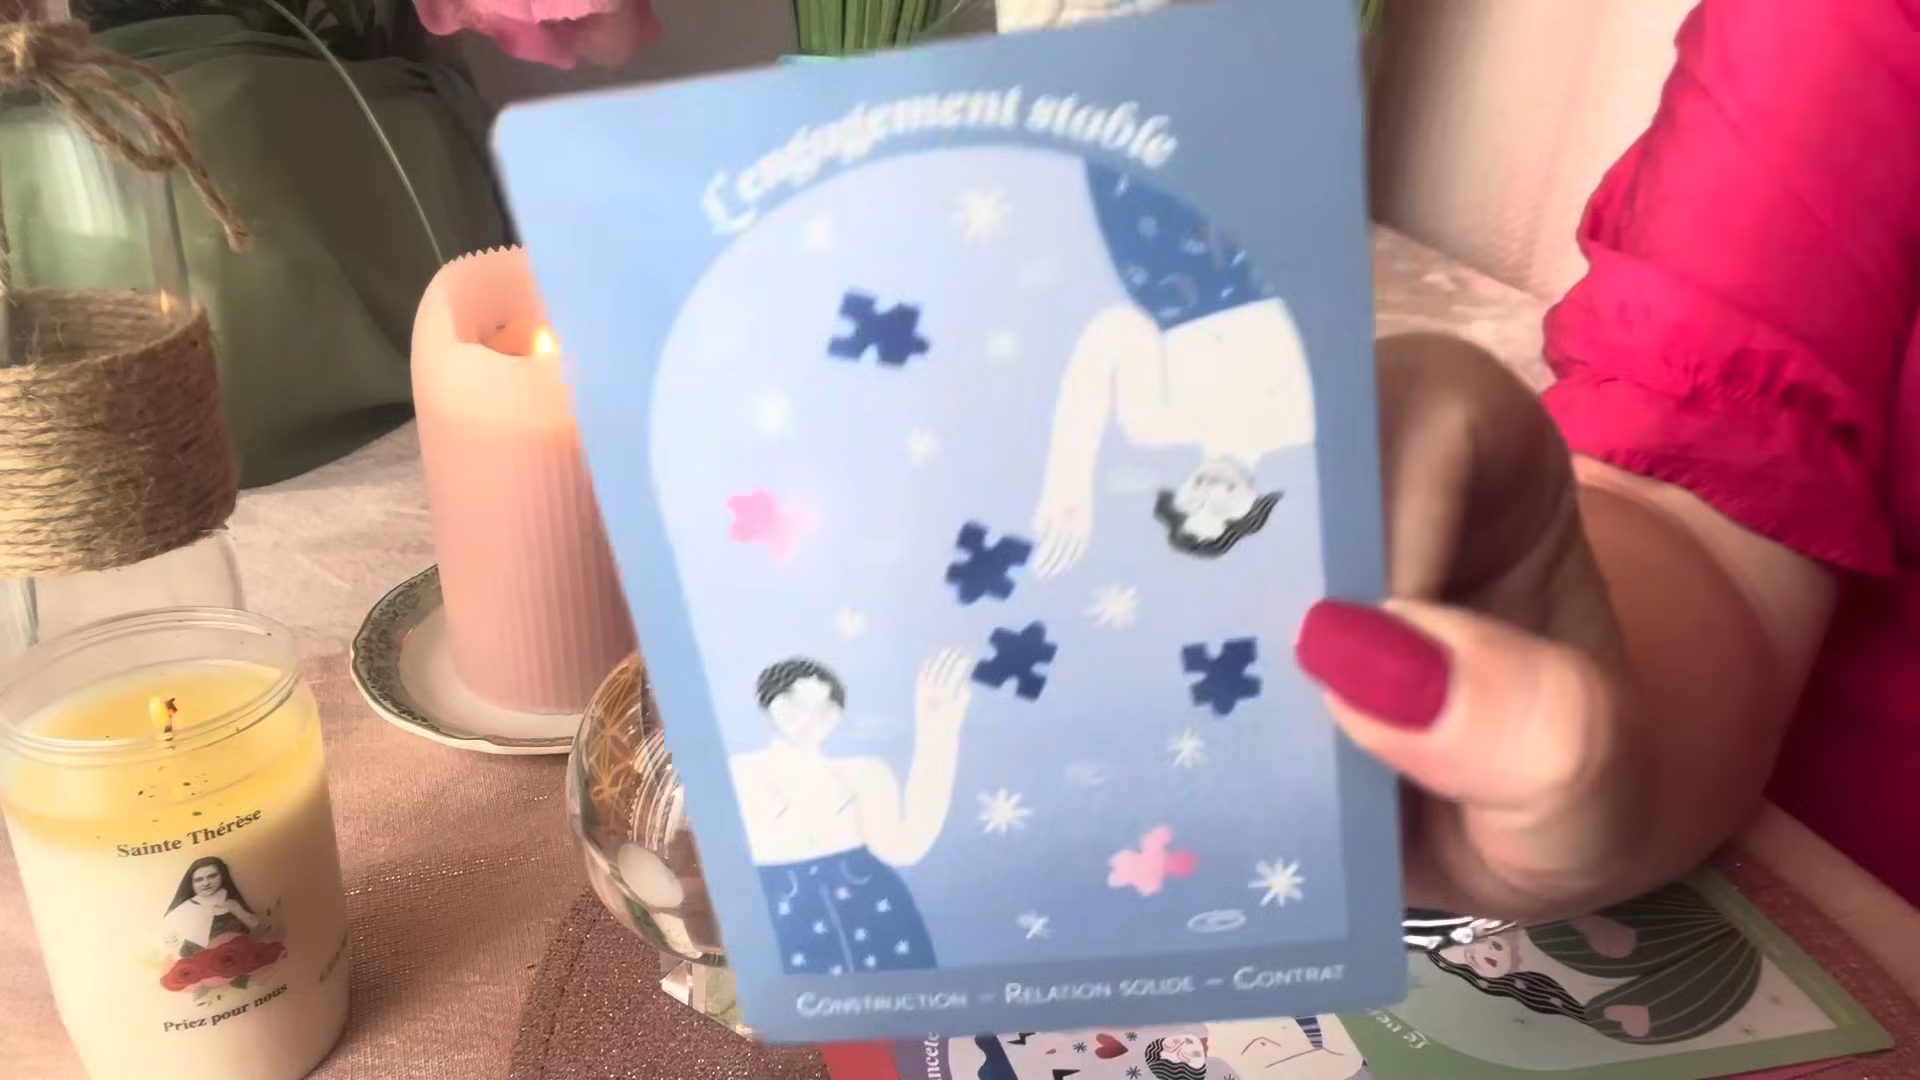 L'engagement stable
Construction – Relation solide – Contrat
Sainte Thérèse
Priez pour nous